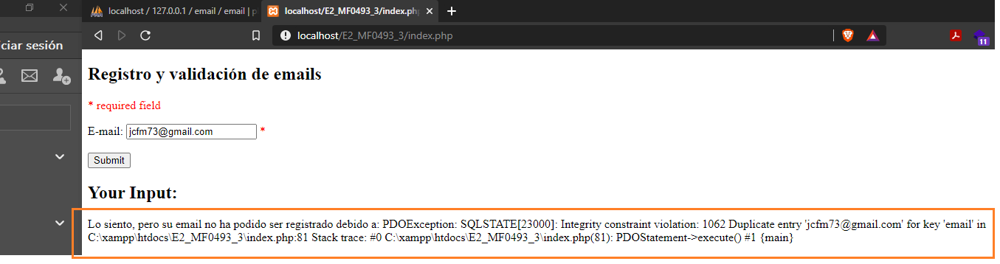 localhost / 127.0.0.1 / email / email | p
localhost/E2_MF0493_3/index.php
localhost/E2_MF0493_3/index.php
11
ciar sesión
Registro y validación de emails
* required field
E-mail: jcfm73@gmail.com *
Submit
Your Input:
Lo siento, pero su email no ha podido ser registrado debido a: PDOException: SQLSTATE[23000]: Integrity constraint violation: 1062 Duplicate entry 'jcfm73@gmail.com' for key 'email' in
C:\xampp\htdocs\E2_MF0493_3\index.php:81 Stack trace: #0 C:\xampp\htdocs\E2_MF0493_3\index.php(81): PDOStatement->execute() #1 {main}